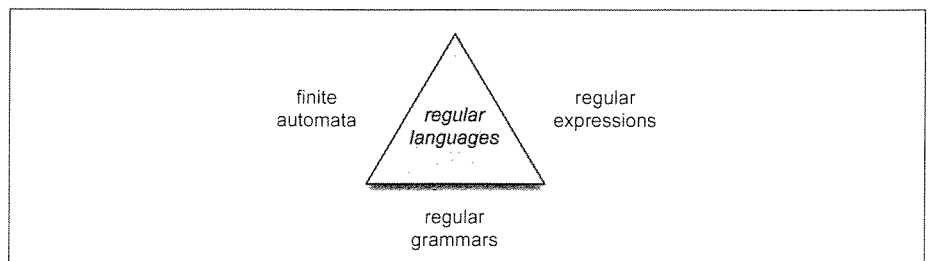 finite
automata
regular
languages
regular
expressions
regular
grammars